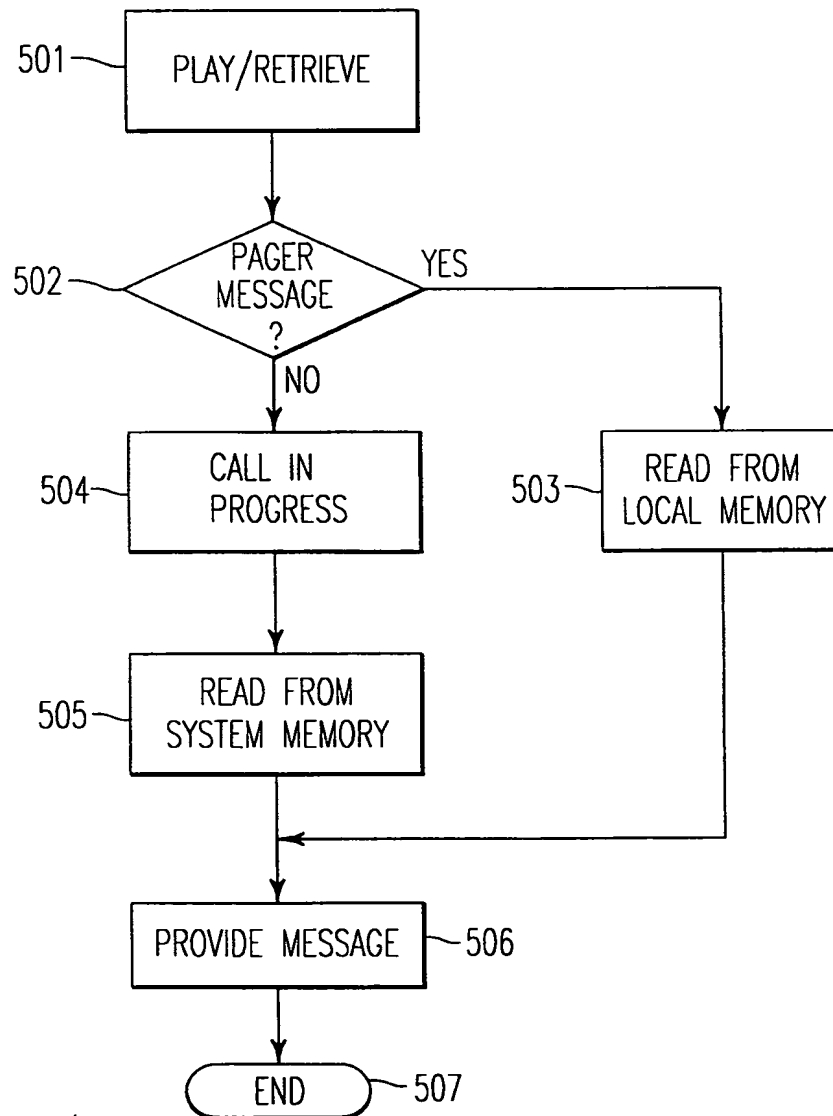 501
PLAY/RETRIEVE
502
PAGER
MESSAGE
?
YES
NO
504
CALL IN
PROGRESS
503
READ FROM
LOCAL MEMORY
505
READ FROM
SYSTEM MEMORY
PROVIDE MESSAGE
506
END
507